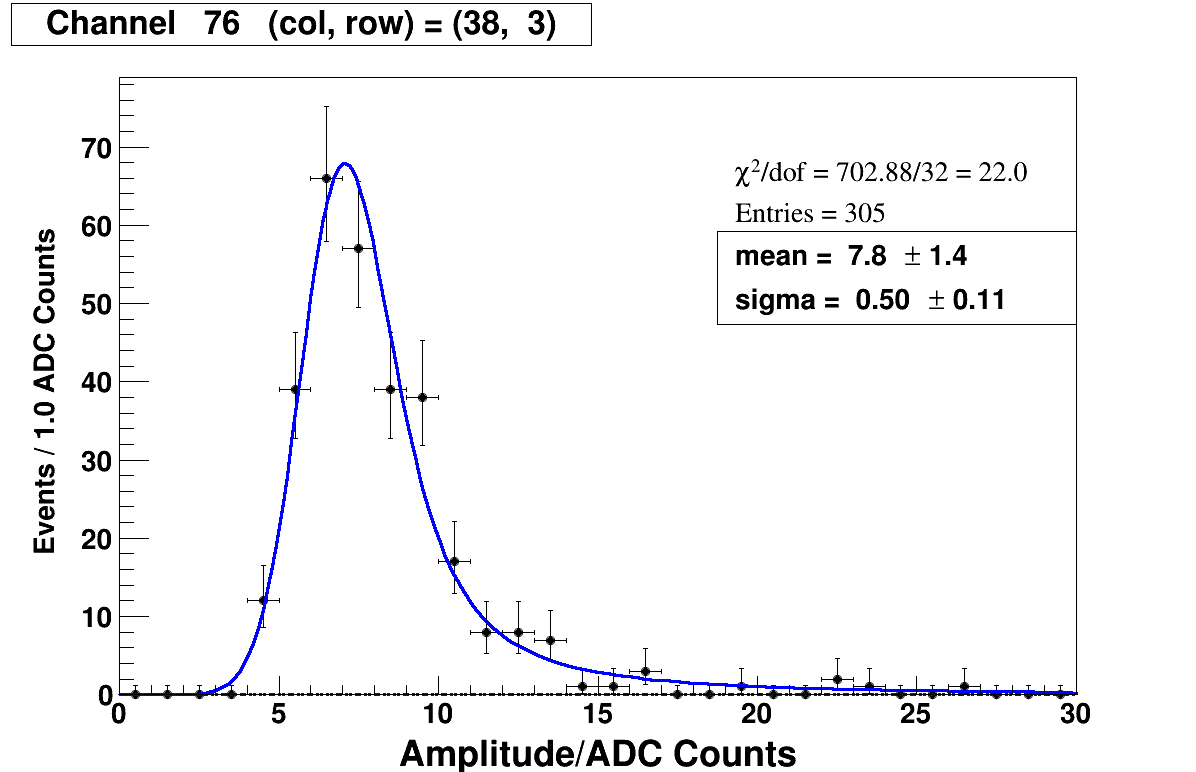 Channel 76 (col, row) = (38, 3)
χ²/dof = 702.88/32 = 22.0
Entries = 305
mean = 7.8 ± 1.4
sigma = 0.50 ± 0.11
Events / 1.0 ADC Counts
70
60
50
40
30
20
10
0
0 5 10 15 20 25 30
Amplitude/ADC Counts